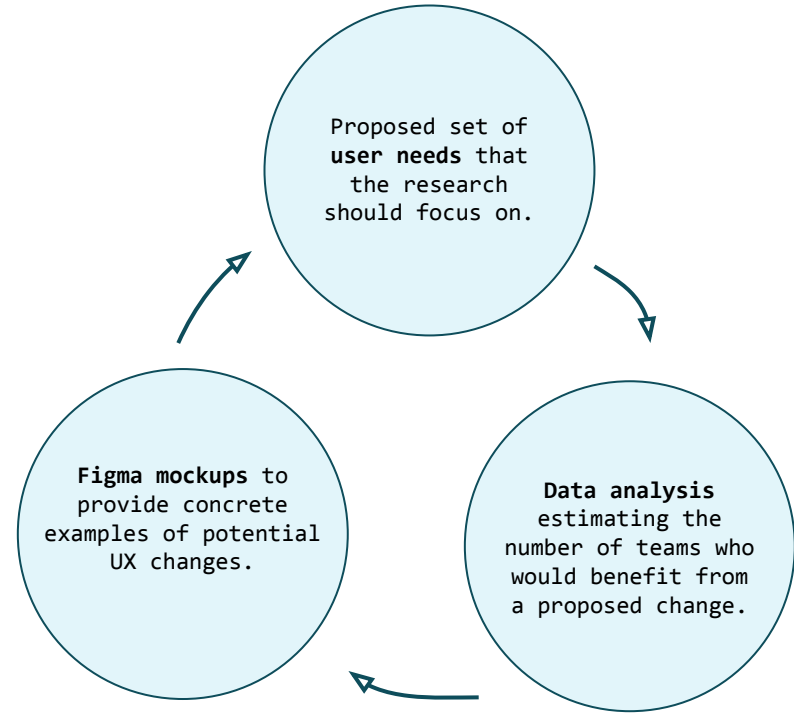 Proposed set of
user needs that
the research
should focus on.
Data analysis
estimating the
number of teams who
would benefit from
a proposed change.
Figma mockups to
provide concrete
examples of potential
UX changes.